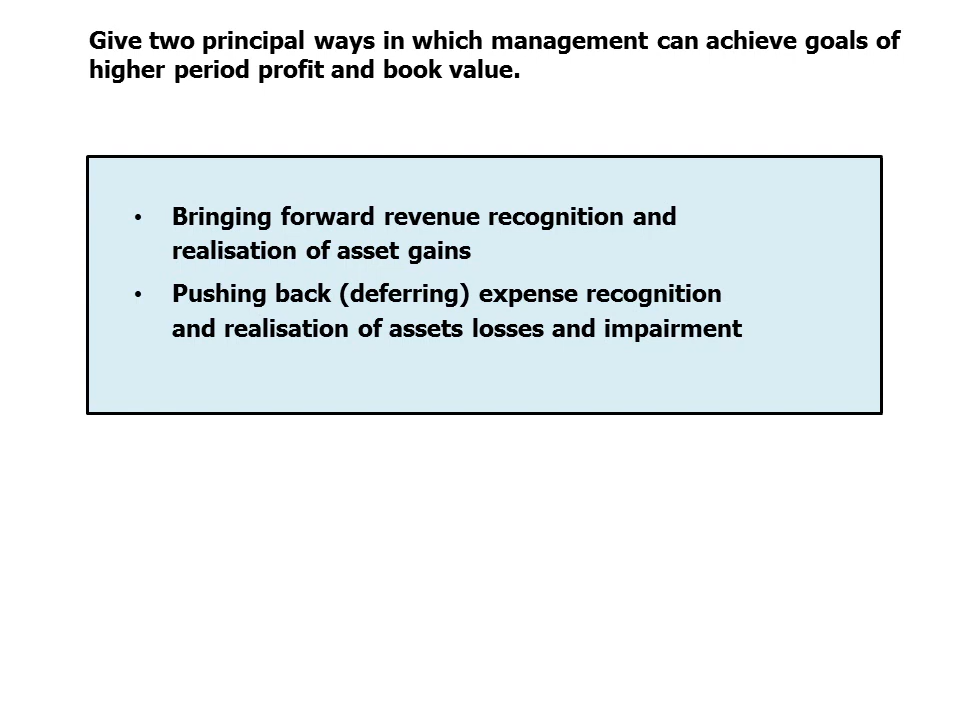 Give two principal ways in which management can achieve goals of
higher period profit and book value.
• Bringing forward revenue recognition and
realisation of asset gains
• Pushing back (deferring) expense recognition
and realisation of assets losses and impairment